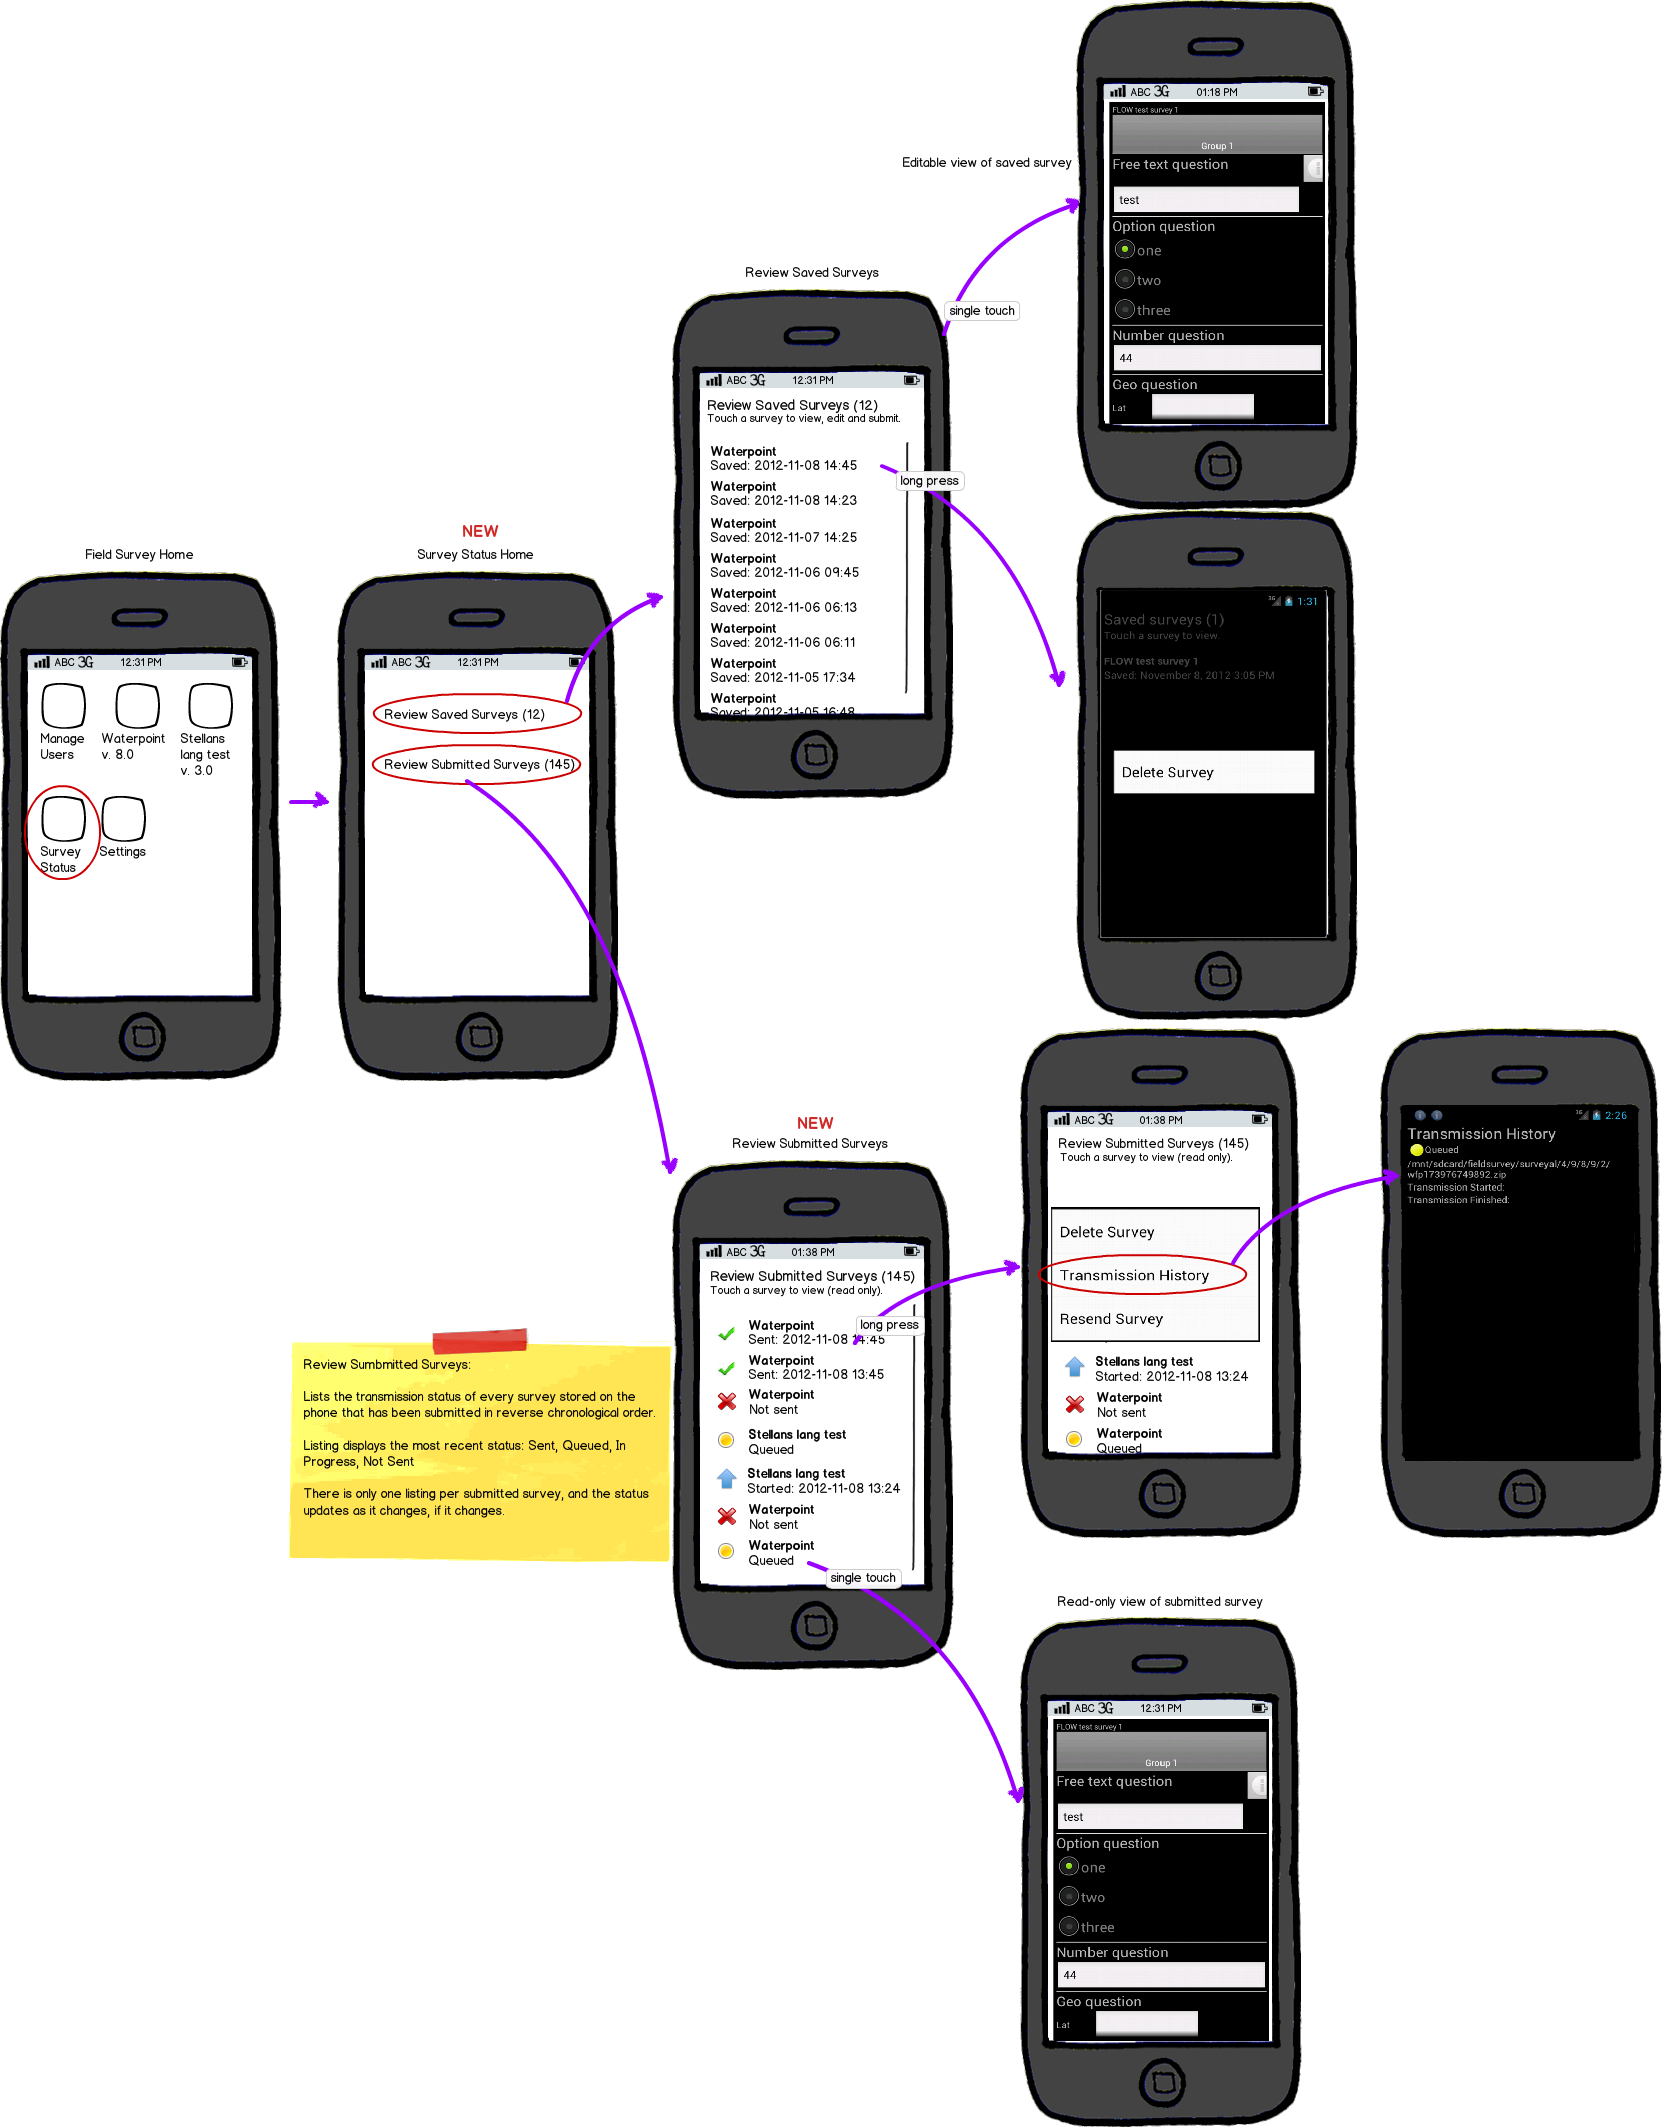 Field Survey Home
ABC 3G 12:31 PM
Manage Users
Waterpoint v. 8.0
Stellans lang test v. 3.0
Survey Status
Settings
NEW
Survey Status Home
ABC 3G 12:31 PM
Review Saved Surveys (12)
Review Submitted Surveys (145)
Review Saved Surveys
ABC 3G 12:31 PM
Review Saved Surveys (12)
Touch a survey to view, edit and submit.
Waterpoint
Saved: 2012-11-08 14:45
Waterpoint
Saved: 2012-11-08 14:23
Waterpoint
Saved: 2012-11-07 14:25
Waterpoint
Saved: 2012-11-06 09:45
Waterpoint
Saved: 2012-11-06 06:13
Waterpoint
Saved: 2012-11-06 06:11
Waterpoint
Saved: 2012-11-05 17:34
Waterpoint
Saved: 2012-11-05 16:48
single touch
long press
Editable view of saved survey
ABC 3G 01:18 PM
FLOW test survey 1
Group 1
Free text question
test
Option question
one
two
three
Number question
44
Geo question
Lat
3G 1:31
Saved surveys (1)
Touch a survey to view.
FLOW test survey 1
Saved: November 8, 2012 3:05 PM
Delete Survey
NEW
Review Submitted Surveys
ABC 3G 01:38 PM
Review Submitted Surveys (145)
Touch a survey to view (read only).
Waterpoint
Sent: 2012-11-08 14:45
Waterpoint
Sent: 2012-11-08 13:45
Waterpoint
Not sent
Stellans lang test
Queued
Stellans lang test
Started: 2012-11-08 13:24
Waterpoint
Not sent
Waterpoint
Queued
long press
single touch
Review Sumbmitted Surveys:
Lists the transmission status of every survey stored on the
phone that has been submitted in reverse chronological order.
Listing displays the most recent status: Sent, Queued, In
Progress, Not Sent
There is only one listing per submitted survey, and the status
updates as it changes, if it changes.
ABC 3G 01:38 PM
Review Submitted Surveys (145)
Touch a survey to view (read only).
Delete Survey
Transmission History
Resend Survey
Stellans lang test
Started: 2012-11-08 13:24
Waterpoint
Not sent
Waterpoint
Queued
3G 2:26
Transmission History
Queued
/mnt/sdcard/fieldsurvey/surveyal/4/9/8/9/2/
wfp173976749892.zip
Transmission Started:
Transmission Finished:
Read-only view of submitted survey
ABC 3G 12:31 PM
FLOW test survey 1
Group 1
Free text question
test
Option question
one
two
three
Number question
44
Geo question
Lat